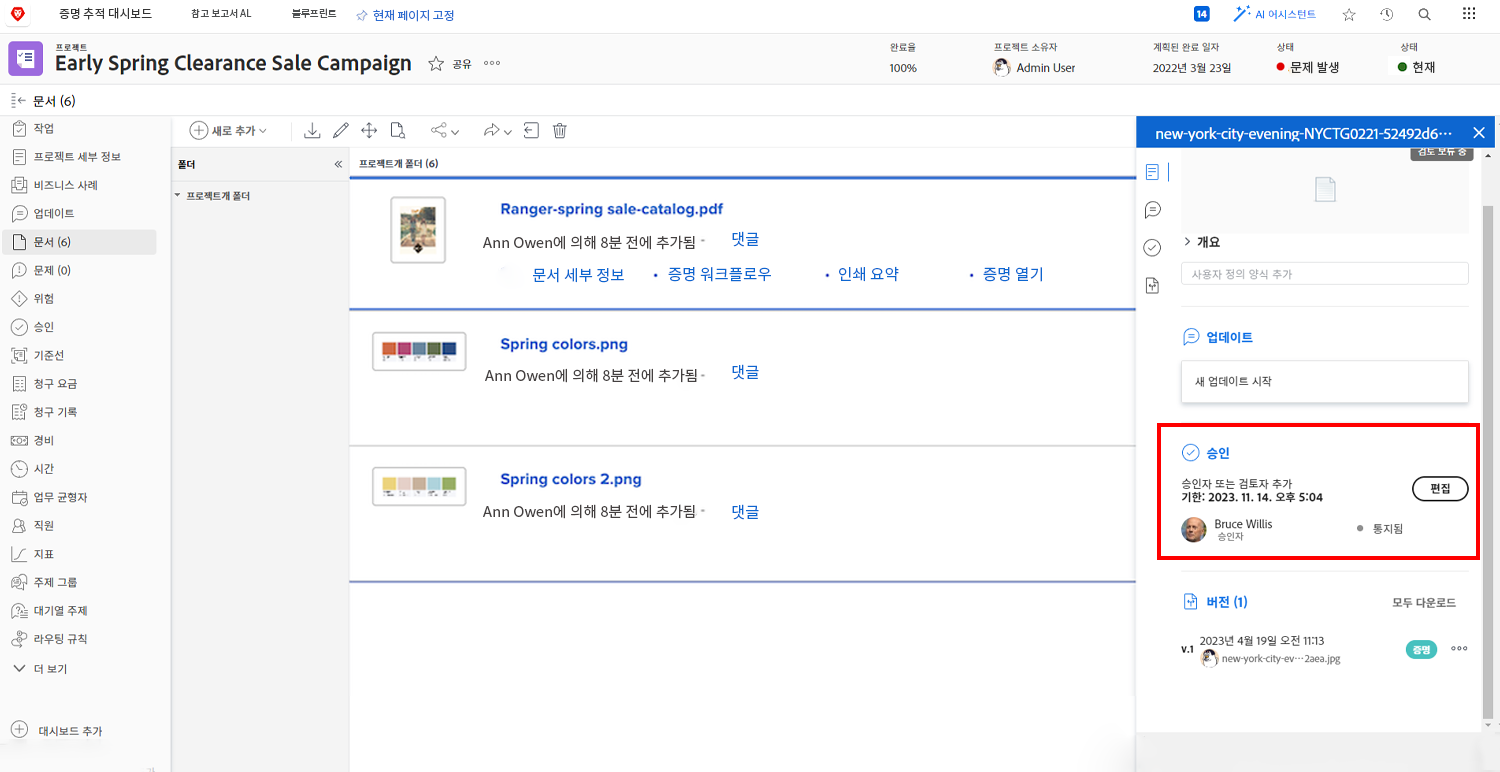 증명 추적 대시보드
참고 보고서 AL
블루프린트
현재 페이지 고정
14
AI 어시스턴트
프로젝트
Early Spring Clearance Sale Campaign
공유
완료율
100%
프로젝트 소유자
Admin User
계획된 완료 일자
2022년 3월 23일
상태
문제 발생
상태
현재
문서 (6)
작업
프로젝트 세부 정보
비즈니스 사례
업데이트
문서 (6)
문제 (0)
위험
승인
기준선
청구 요금
청구 기록
경비
시간
업무 균형자
직원
지표
주제 그룹
대기열 주제
라우팅 규칙
더 보기
대시보드 추가
새로 추가
폴더
프로젝트개 폴더
프로젝트개 폴더 (6)
Ranger-spring sale-catalog.pdf
Ann Owen에 의해 8분 전에 추가됨 - 댓글
문서 세부 정보 • 증명 워크플로우 • 인쇄 요약 • 증명 열기
Spring colors.png
Ann Owen에 의해 8분 전에 추가됨 - 댓글
Spring colors 2.png
Ann Owen에 의해 8분 전에 추가됨 - 댓글
new-york-city-evening-NYCTG0221-52492d6···
검토 보류 중
개요
사용자 정의 양식 추가
업데이트
새 업데이트 시작
승인
승인자 또는 검토자 추가
기한: 2023. 11. 14. 오후 5:04
편집
Bruce Willis
승인자
통지됨
버전 (1)
모두 다운로드
v.1
2023년 4월 19일 오전 11:13
new-york-city-ev···2aea.jpg
증명